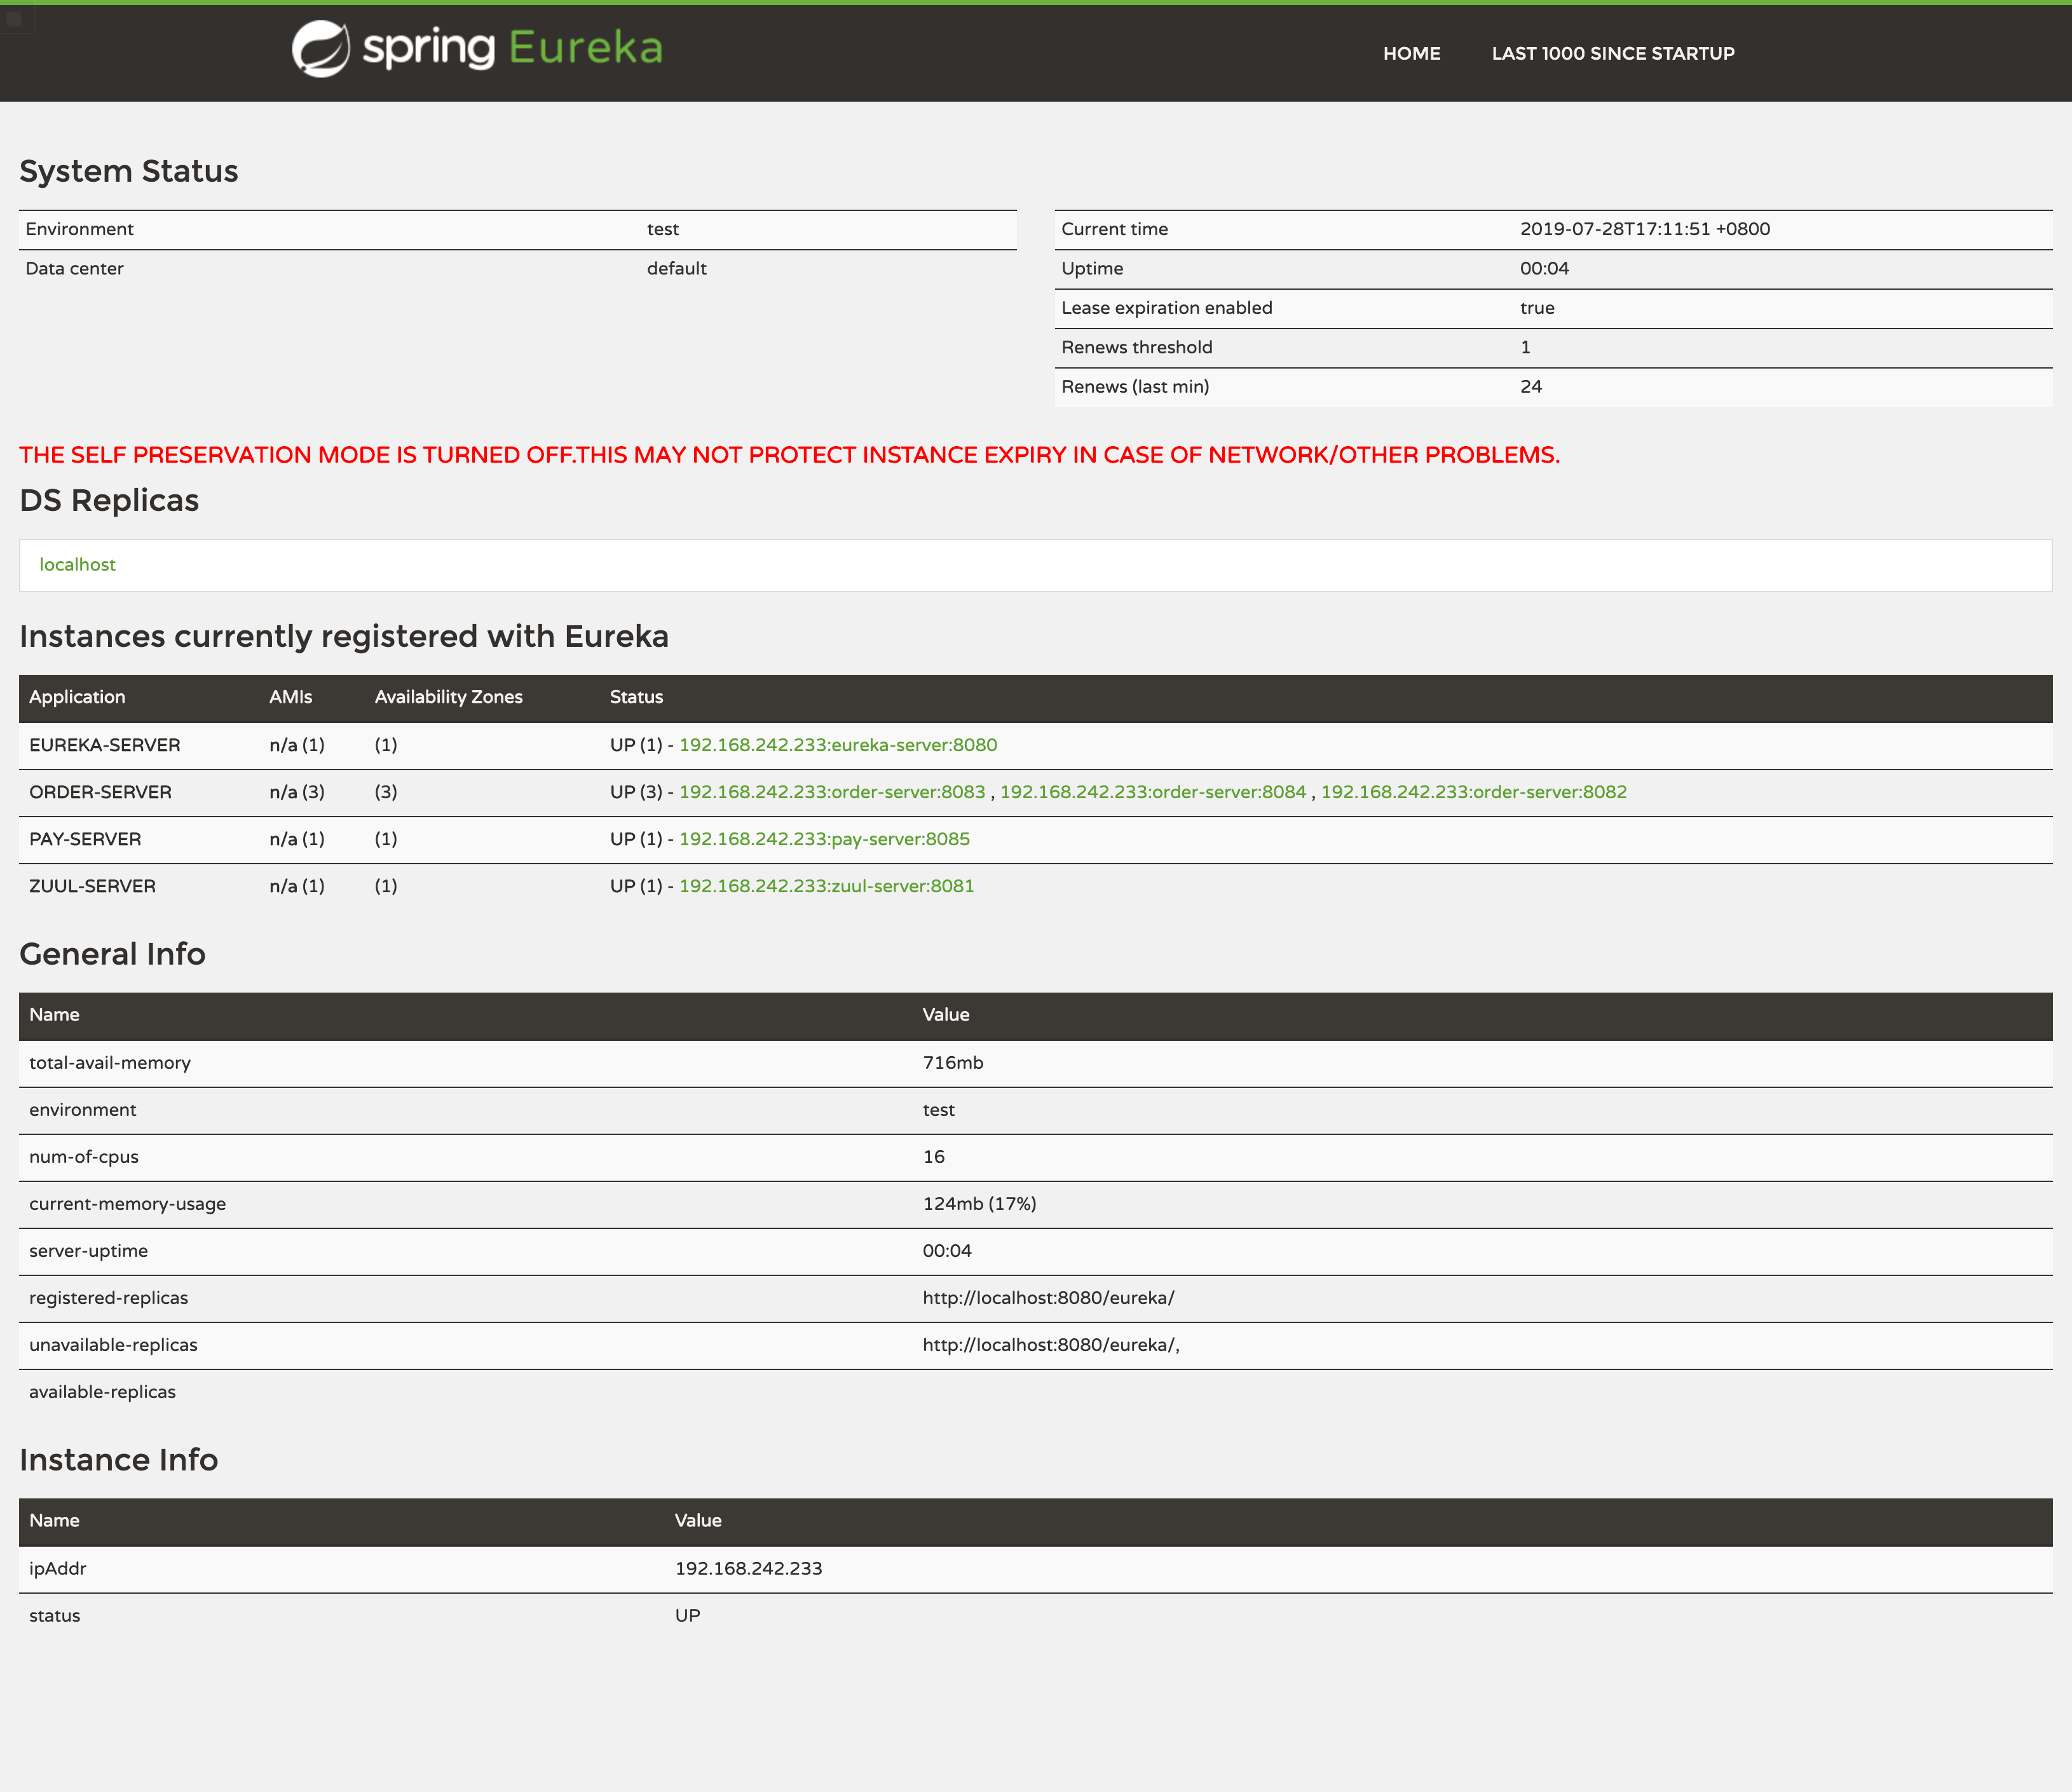 spring Eureka
HOME LAST 1000 SINCE STARTUP
System Status
Environment test
Data center default
Current time 2019-07-28T17:11:51 +0800
Uptime 00:04
Lease expiration enabled true
Renews threshold 1
Renews (last min) 24
THE SELF PRESERVATION MODE IS TURNED OFF.THIS MAY NOT PROTECT INSTANCE EXPIRY IN CASE OF NETWORK/OTHER PROBLEMS.
DS Replicas
localhost
Instances currently registered with Eureka
Application AMIs Availability Zones Status
EUREKA-SERVER n/a (1) (1) UP (1) - 192.168.242.233:eureka-server:8080
ORDER-SERVER n/a (3) (3) UP (3) - 192.168.242.233:order-server:8083 , 192.168.242.233:order-server:8084 , 192.168.242.233:order-server:8082
PAY-SERVER n/a (1) (1) UP (1) - 192.168.242.233:pay-server:8085
ZUUL-SERVER n/a (1) (1) UP (1) - 192.168.242.233:zuul-server:8081
General Info
Name Value
total-avail-memory 716mb
environment test
num-of-cpus 16
current-memory-usage 124mb (17%)
server-uptime 00:04
registered-replicas http://localhost:8080/eureka/
unavailable-replicas http://localhost:8080/eureka/,
available-replicas
Instance Info
Name Value
ipAddr 192.168.242.233
status UP